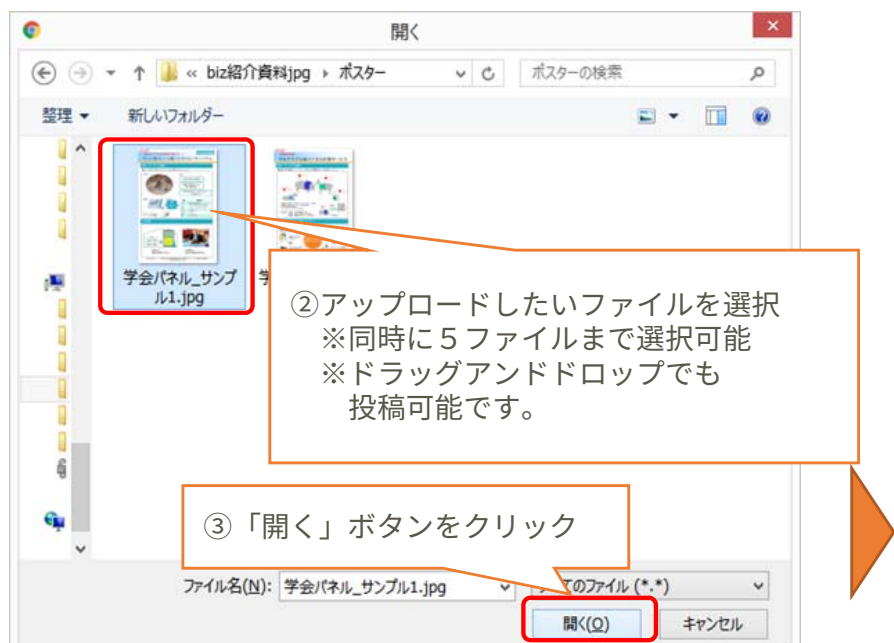 開く
« biz紹介資料jpg ▸ ポスター
ポスターの検索
整理
新しいフォルダー
学会パネル_サンプ
ル1.jpg
学
②アップロードしたいファイルを選択
※同時に５ファイルまで選択可能
※ドラッグアンドドロップでも
投稿可能です。
③「開く」ボタンをクリック
ファイル名(N): 学会パネル_サンプル1.jpg
てのファイル (*.*)
開く(O)
キャンセル